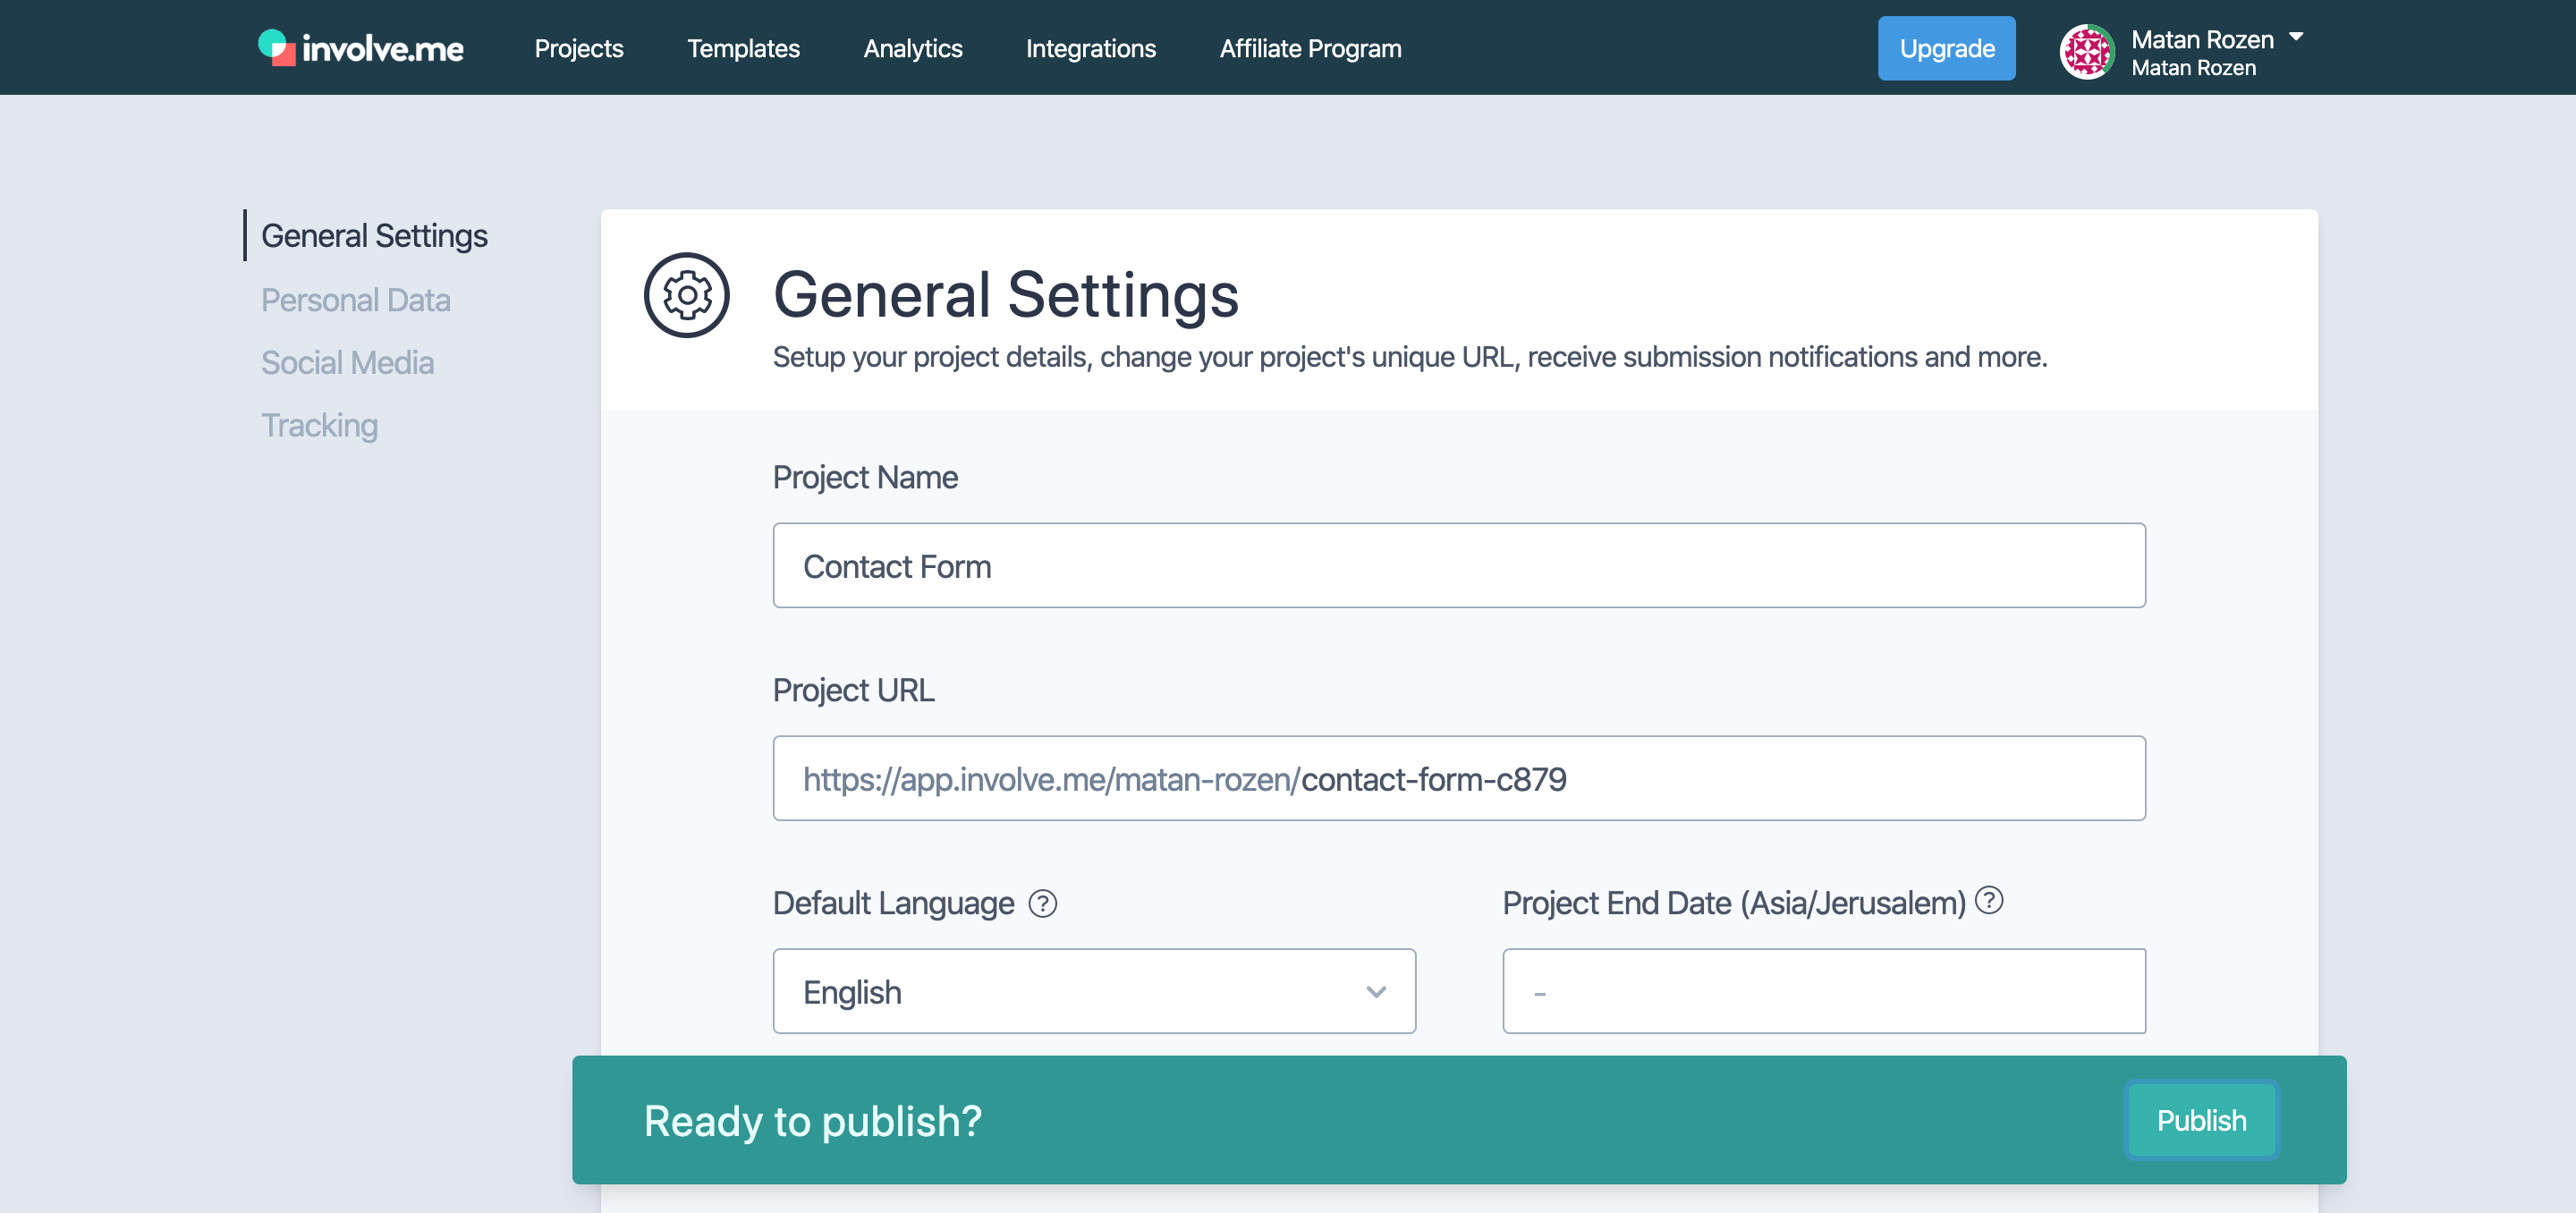 involve.me
Projects
Templates
Analytics
Integrations
Affiliate Program
Upgrade
Matan Rozen
Matan Rozen
General Settings
Personal Data
Social Media
Tracking
General Settings
Setup your project details, change your project's unique URL, receive submission notifications and more.
Project Name
Contact Form
Project URL
https://app.involve.me/matan-rozen/contact-form-c879
Default Language ?
Project End Date (Asia/Jerusalem) ?
English
-
Ready to publish?
Publish